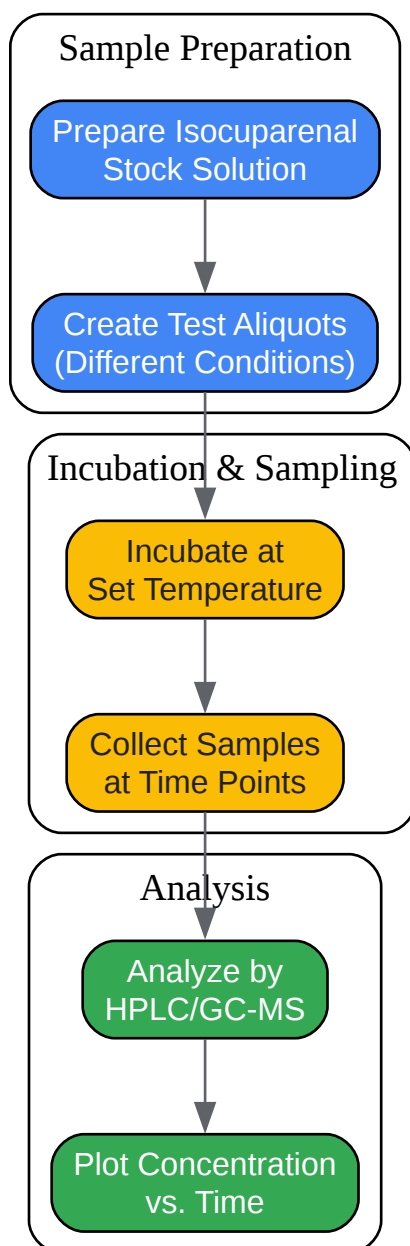 Sample Preparation
Prepare Isocuparenal
Stock Solution
Create Test Aliquots
(Different Conditions)
Incubation & Sampling
Incubate at
Set Temperature
Collect Samples
at Time Points
Analysis
Analyze by
HPLC/GC-MS
Plot Concentration
vs. Time